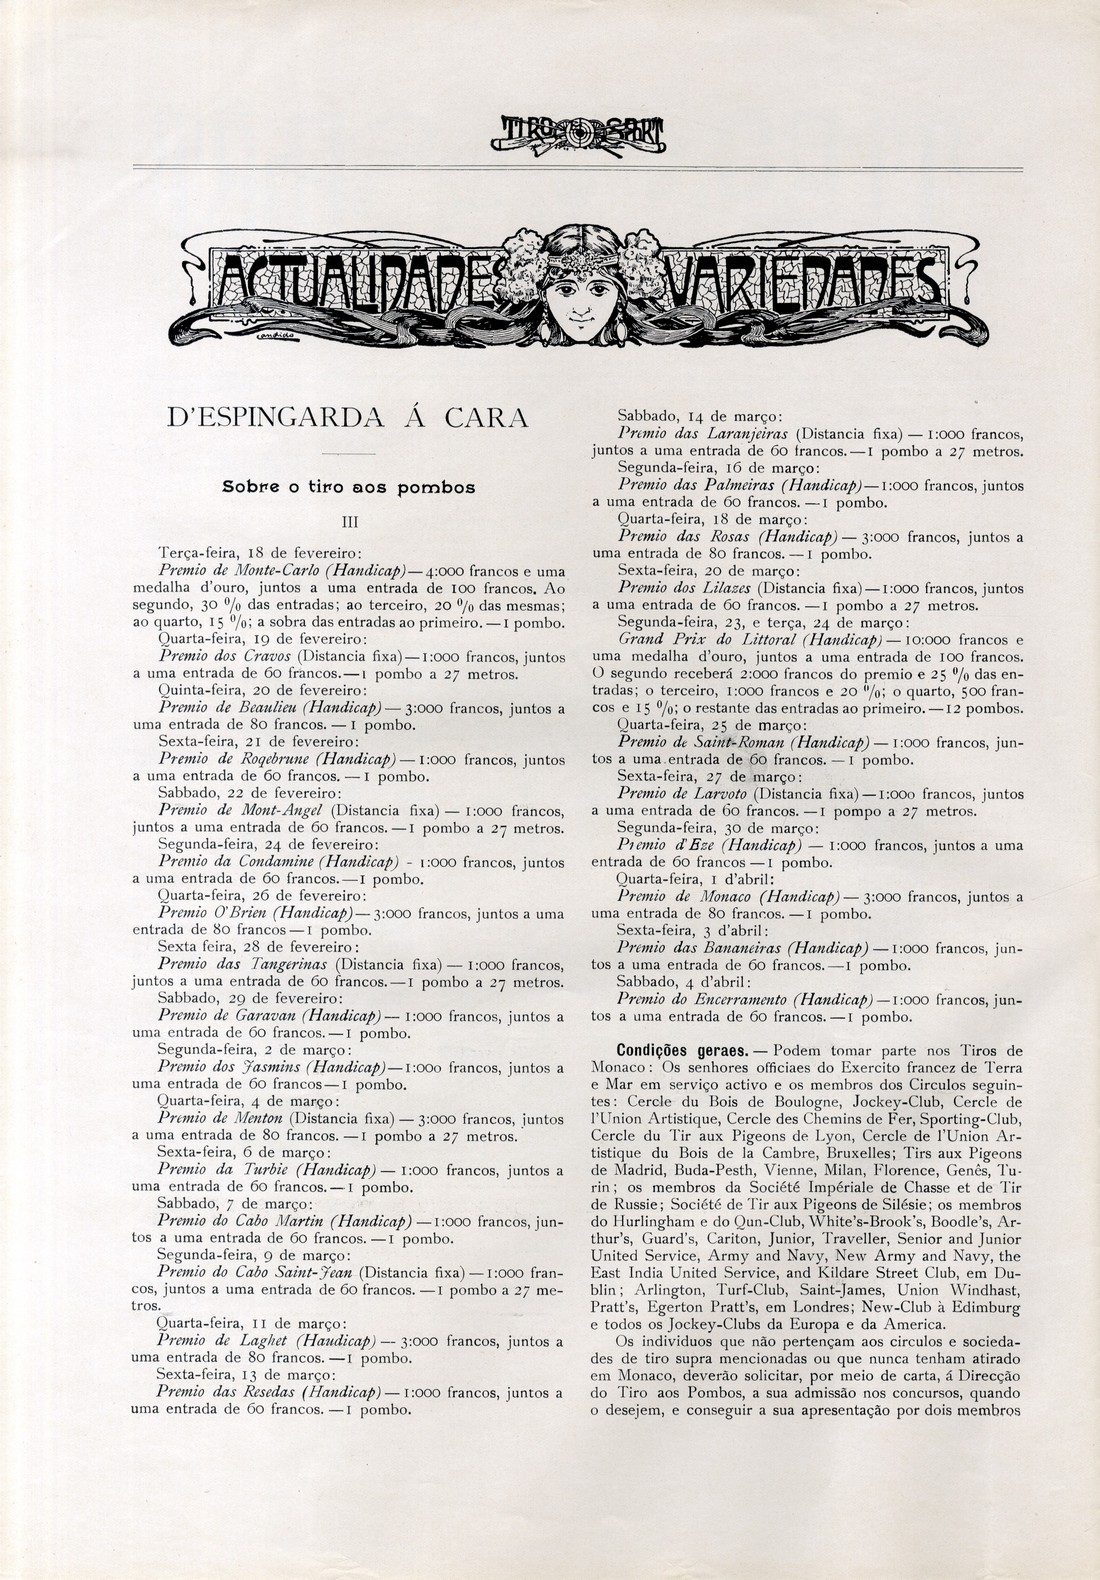 TIRO SPORT
ACTUALIDADES VARIEDADES
candido
D'ESPINGARDA Á CARA
Sobre o tiro aos pombos
III
Terça-feira, 18 de fevereiro:
Premio de Monte-Carlo (Handicap)—4:000 francos e uma
medalha d'ouro, juntos a uma entrada de 100 francos. Ao
segundo, 30 % das entradas; ao terceiro, 20 % das mesmas;
ao quarto, 15 %; a sobra das entradas ao primeiro.—1 pombo.
Quarta-feira, 19 de fevereiro:
Premio dos Cravos (Distancia fixa)—1:000 francos, juntos
a uma entrada de 60 francos.—1 pombo a 27 metros.
Quinta-feira, 20 de fevereiro:
Premio de Beaulieu (Handicap)—3:000 francos, juntos a
uma entrada de 80 francos. — 1 pombo.
Sexta-feira, 21 de fevereiro:
Premio de Roqebrune (Handicap) — 1:000 francos, juntos
a uma entrada de 60 francos. — 1 pombo.
Sabbado, 22 de fevereiro:
Premio de Mont-Angel (Distancia fixa) — 1:000 francos,
juntos a uma entrada de 60 francos.—1 pombo a 27 metros.
Segunda-feira, 24 de fevereiro:
Premio da Condamine (Handicap) - 1:000 francos, juntos
a uma entrada de 60 francos.—1 pombo.
Quarta-feira, 26 de fevereiro:
Premio O'Brien (Handicap)—3:000 francos, juntos a uma
entrada de 80 francos—1 pombo.
Sexta feira, 28 de fevereiro:
Premio das Tangerinas (Distancia fixa) — 1:000 francos,
juntos a uma entrada de 60 francos.—1 pombo a 27 metros.
Sabbado, 29 de fevereiro:
Premio de Garavan (Handicap)— 1:000 francos, juntos a
uma entrada de 60 francos.—1 pombo.
Segunda-feira, 2 de março:
Premio dos Jasmins (Handicap)—1:000 francos, juntos a
uma entrada de 60 francos—1 pombo.
Quarta-feira, 4 de março:
Premio de Menton (Distancia fixa) — 3:000 francos, juntos
a uma entrada de 80 francos. — 1 pombo a 27 metros.
Sexta-feira, 6 de março:
Premio da Turbie (Handicap) — 1:000 francos, juntos a
uma entrada de 60 francos.—1 pombo.
Sabbado, 7 de março:
Premio do Cabo Martin (Handicap) —1:000 francos, jun-
tos a uma entrada de 60 francos. —1 pombo.
Segunda-feira, 9 de março:
Premio do Cabo Saint-Jean (Distancia fixa) —1:000 fran-
cos, juntos a uma entrada de 60 francos. —1 pombo a 27 me-
tros.
Quarta-feira, 11 de março:
Premio de Laghet (Haudicap) — 3:000 francos, juntos a
uma entrada de 80 francos. —1 pombo.
Sexta-feira, 13 de março:
Premio das Resedas (Handicap) — 1:000 francos, juntos a
uma entrada de 60 francos. —1 pombo.
Sabbado, 14 de março:
Premio das Laranjeiras (Distancia fixa) — 1:000 francos,
juntos a uma entrada de 60 francos.—1 pombo a 27 metros.
Segunda-feira, 16 de março:
Premio das Palmeiras (Handicap)—1:000 francos, juntos
a uma entrada de 60 francos. —1 pombo.
Quarta-feira, 18 de março:
Premio das Rosas (Handicap) — 3:000 francos, juntos a
uma entrada de 80 francos. — 1 pombo.
Sexta-feira, 20 de março:
Premio dos Lilazes (Distancia fixa)—1:000 francos, juntos
a uma entrada de 60 francos. —1 pombo a 27 metros.
Segunda-feira, 23, e terça, 24 de março:
Grand Prix do Littoral (Handicap)— 10:000 francos e
uma medalha d'ouro, juntos a uma entrada de 100 francos.
O segundo receberá 2:000 francos do premio e 25 % das en-
tradas; o terceiro, 1:000 francos e 20 %; o quarto, 500 fran-
cos e 15 %; o restante das entradas ao primeiro.—12 pombos.
Quarta-feira, 25 de março:
Premio de Saint-Roman (Handicap) — 1:000 francos, jun-
tos a uma entrada de 60 francos. — 1 pombo.
Sexta-feira, 27 de março:
Premio de Larvoto (Distancia fixa)—1:000 francos, juntos
a uma entrada de 60 francos. —1 pompo a 27 metros.
Segunda-feira, 30 de março:
Premio d'Eze (Handicap) — 1:000 francos, juntos a uma
entrada de 60 francos —1 pombo.
Quarta-feira, 1 d'abril:
Premio de Monaco (Handicap) — 3:000 francos, juntos a
uma entrada de 80 francos. —1 pombo.
Sexta-feira, 3 d'abril:
Premio das Bananeiras (Handicap) —1:000 francos, jun-
tos a uma entrada de 60 francos.—1 pombo.
Sabbado, 4 d'abril:
Premio do Encerramento (Handicap) —1:000 francos, jun-
tos a uma entrada de 60 francos. —1 pombo.
Condições geraes. — Podem tomar parte nos Tiros de
Monaco: Os senhores officiaes do Exercito francez de Terra
e Mar em serviço activo e os membros dos Circulos seguin-
tes: Cercle du Bois de Boulogne, Jockey-Club, Cercle de
l'Union Artistique, Cercle des Chemins de Fer, Sporting-Club,
Cercle du Tir aux Pigeons de Lyon, Cercle de l'Union Ar-
tistique du Bois de la Cambre, Bruxelles; Tirs aux Pigeons
de Madrid, Buda-Pesth, Vienne, Milan, Florence, Genês, Tu-
rin; os membros da Société Impériale de Chasse et de Tir
de Russie; Société de Tir aux Pigeons de Silésie; os membros
do Hurlingham e do Qun-Club, White's-Brook's, Boodle's, Ar-
thur's, Guard's, Cariton, Junior, Traveller, Senior and Junior
United Service, Army and Navy, New Army and Navy, the
East India United Service, and Kildare Street Club, em Du-
blin; Arlington, Turf-Club, Saint-James, Union Windhast,
Pratt's, Egerton Pratt's, em Londres; New-Club à Edimburg
e todos os Jockey-Clubs da Europa e da America.
Os individuos que não pertençam aos circulos e socieda-
des de tiro supra mencionadas ou que nunca tenham atirado
em Monaco, deverão solicitar, por meio de carta, á Direcção
do Tiro aos Pombos, a sua admissão nos concursos, quando
o desejem, e conseguir a sua apresentação por dois membros